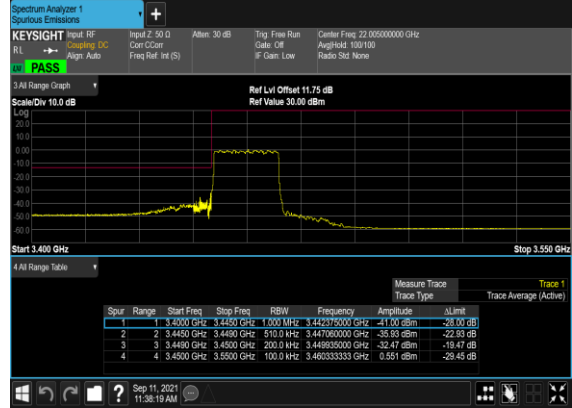 Spectrum Analyzer 1
Spurious Emissions
+
KEYSIGHT Input: RF Input Z: 50 Ω Atten: 30 dB Trig: Free Run Center Freq: 22.005000000 GHz
RL Coupling: DC Corr CCorr Gate: Off Avg|Hold: 100/100
Align: Auto Freq Ref: Int (S) IF Gain: Low Radio Std: None
PASS
3 All Range Graph
Ref Lvl Offset 11.75 dB
Scale/Div 10.0 dB Ref Value 30.00 dBm
Log
20.0
10.0
0.00
-10.0
-20.0
-30.0
-40.0
-50.0
-60.0
Start 3.400 GHz Stop 3.550 GHz
4 All Range Table
Measure Trace Trace 1
Trace Type Trace Average (Active)
Spur Range Start Freq Stop Freq RBW Frequency Amplitude ΔLimit
1 1 3.4000 GHz 3.4450 GHz 1.000 MHz 3.442375000 GHz -41.00 dBm -28.00 dB
2 2 3.4450 GHz 3.4490 GHz 510.0 kHz 3.447060000 GHz -35.93 dBm -22.93 dB
3 3 3.4490 GHz 3.4500 GHz 200.0 kHz 3.449935000 GHz -32.47 dBm -19.47 dB
4 4 3.4500 GHz 3.5500 GHz 100.0 kHz 3.460333333 GHz 0.551 dBm -29.45 dB
?
Sep 11, 2021
11:38:19 AM